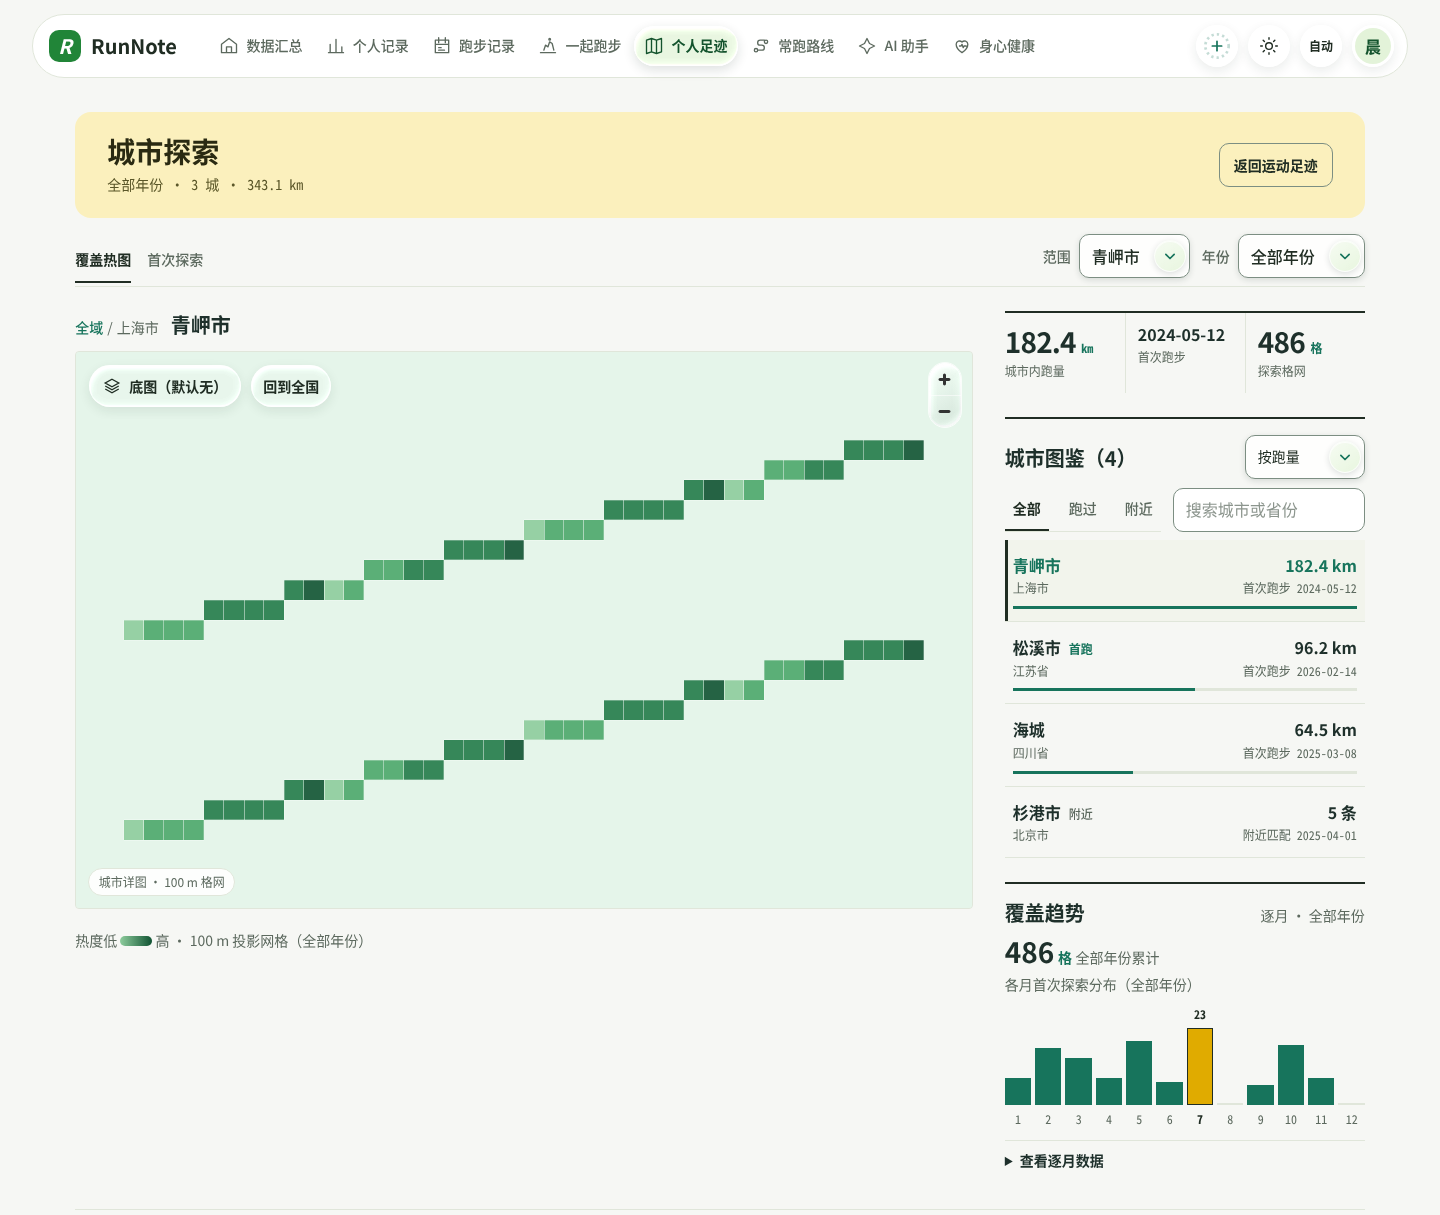 R RunNote 数据汇总 个人记录 跑步记录 一起跑步 个人足迹 常跑路线 AI 助手 身心健康 自动 晨
城市探索
全部年份 · 3 城 · 343.1 km
返回运动足迹
覆盖热图 首次探索
范围 青岬市 年份 全部年份
全域 / 上海市 青岬市
底图（默认无） 回到全国
+
−
城市详图 · 100 m 格网
热度低 高 · 100 m 投影网格（全部年份）
182.4 km
城市内跑量
2024-05-12
首次跑步
486 格
探索格网
城市图鉴（4） 按跑量
全部 跑过 附近 搜索城市或省份
青岬市 182.4 km
上海市 首次跑步 2024-05-12
松溪市 首跑 96.2 km
江苏省 首次跑步 2026-02-14
海城 64.5 km
四川省 首次跑步 2025-03-08
杉港市 附近 5 条
北京市 附近匹配 2025-04-01
覆盖趋势 逐月 · 全部年份
486 格 全部年份累计
各月首次探索分布（全部年份）
23
1 2 3 4 5 6 7 8 9 10 11 12
查看逐月数据